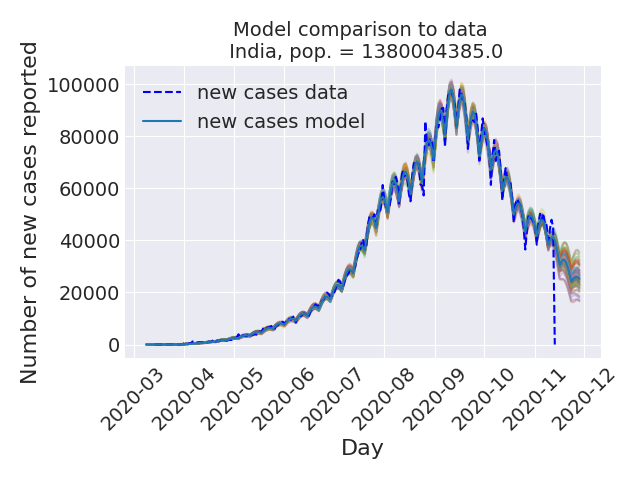 Model comparison to data
India, pop. = 1380004385.0
Number of new cases reported
100000
80000
60000
40000
20000
0
new cases data
new cases model
2020-03
2020-04
2020-05
2020-06
2020-07
2020-08
2020-09
2020-10
2020-11
2020-12
Day